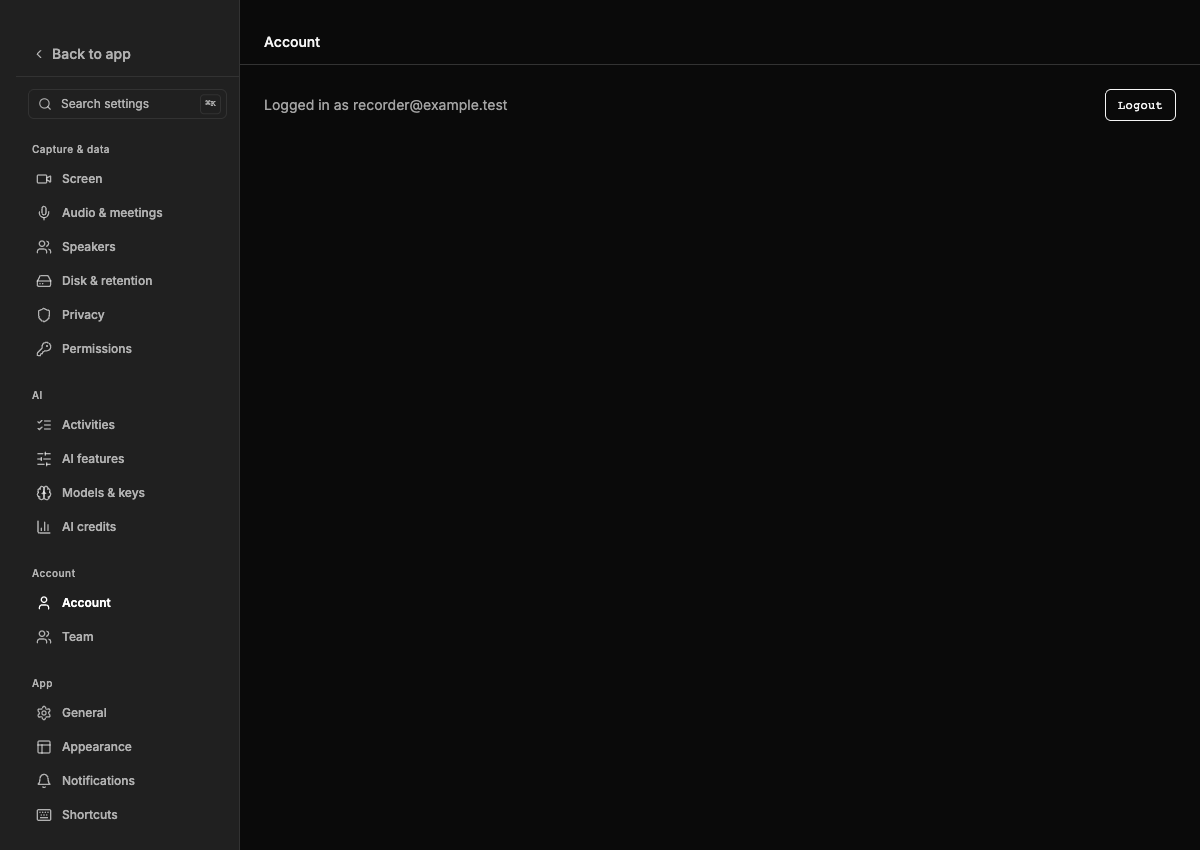 Back to app
Search settings ⌘K
Capture & data
Screen
Audio & meetings
Speakers
Disk & retention
Privacy
Permissions
AI
Activities
AI features
Models & keys
AI credits
Account
Account
Team
App
General
Appearance
Notifications
Shortcuts
Account
Logged in as recorder@example.test
Logout